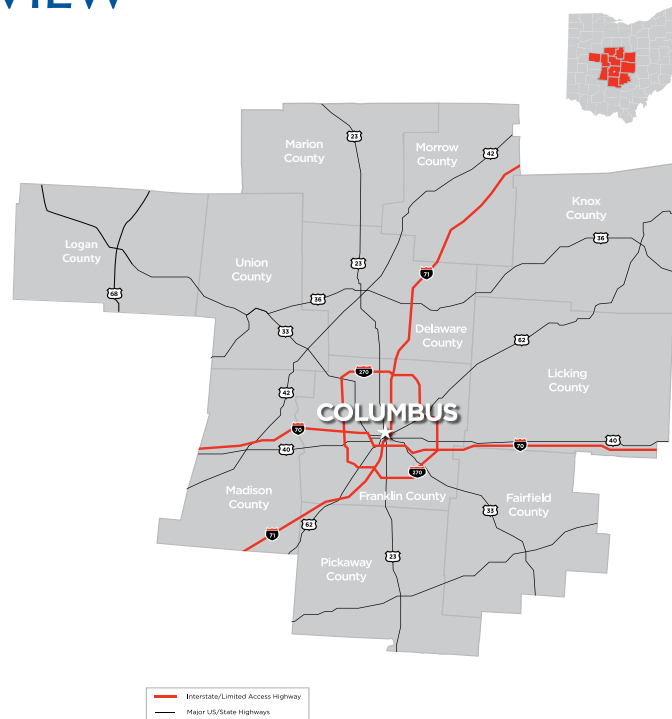 VIEW
Marion
County
23
Morrow
County
42
Knox
County
36
Logan
County
Union
County
23
71
68
36
33
Delaware
County
62
270
Licking
County
42
COLUMBUS
70
40
70
40
270
Madison
County
Franklin County
Fairfield
County
62
33
71
23
Pickaway
County
Interstate/Limited Access Highway
Major US/State Highways